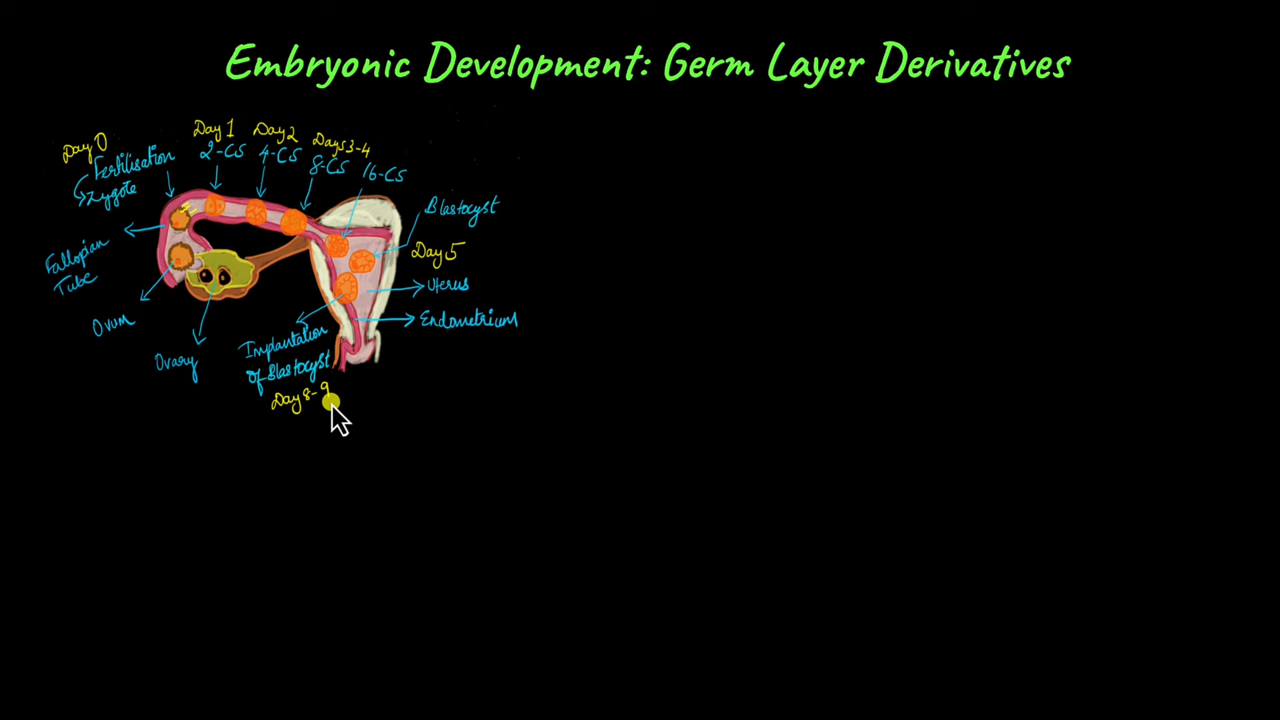 Embryonic Development: Germ Layer Derivatives
Day 0
Fertilisation
Zygote
Day 1
2-CS
Day 2
4-CS
Days 3-4
8-CS
16-CS
Blastocyst
Day 5
Uterus
Endometrium
Fallopian
Tube
Ovum
Ovary
Implantation
of Blastocyst
Day 8-9